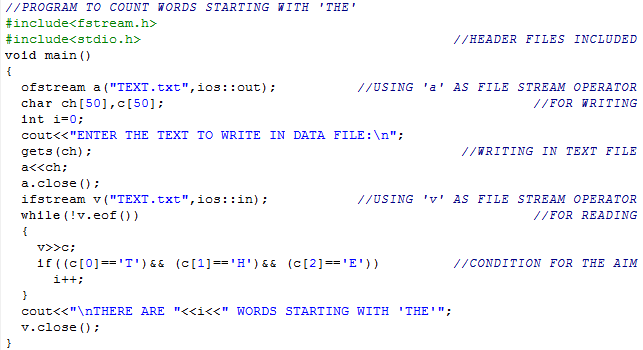 //PROGRAM TO COUNT WORDS STARTING WITH 'THE'
#include<fstream.h>
#include<stdio.h> //HEADER FILES INCLUDED
void main()
{
ofstream a("TEXT.txt",ios::out); //USING 'a' AS FILE STREAM OPERATOR
char ch[50],c[50]; //FOR WRITING
int i=0;
cout<<"ENTER THE TEXT TO WRITE IN DATA FILE:\n";
gets(ch); //WRITING IN TEXT FILE
a<<ch;
a.close();
ifstream v("TEXT.txt",ios::in); //USING 'v' AS FILE STREAM OPERATOR
while(!v.eof()) //FOR READING
{
v>>c;
if((c[0]=='T')&& (c[1]=='H')&& (c[2]=='E')) //CONDITION FOR THE AIM
i++;
}
cout<<"\nTHERE ARE "<<i<<" WORDS STARTING WITH 'THE'";
v.close();
}